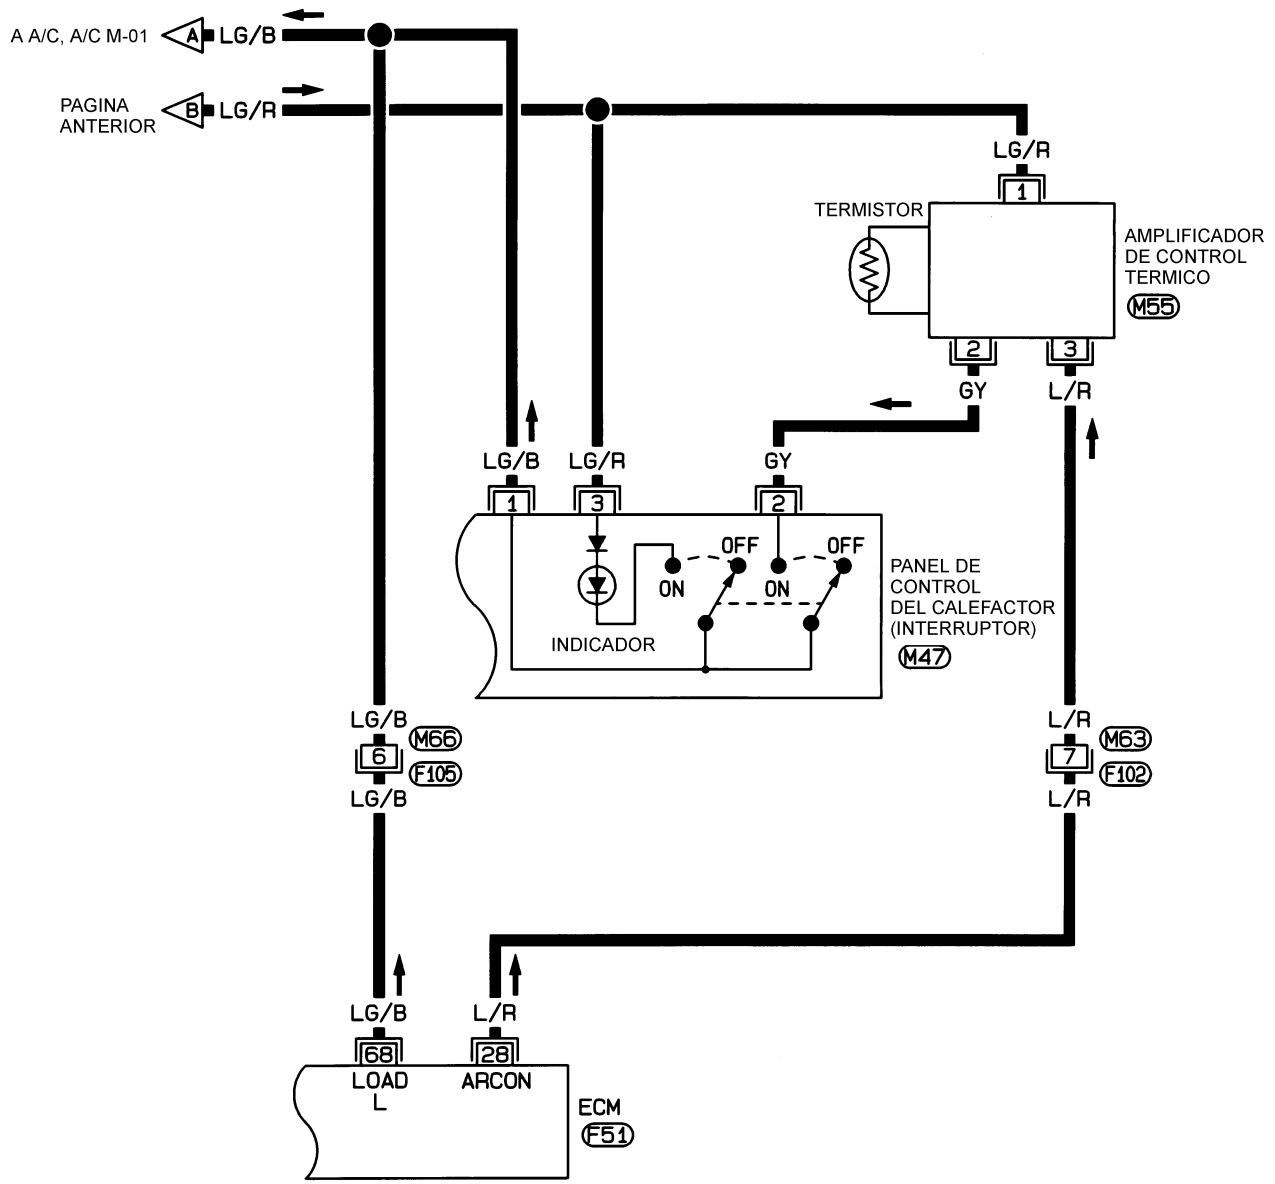 A A/C, A/C M-01
A
LG/B
PAGINA
ANTERIOR
B
LG/R
LG/R
1
TERMISTOR
AMPLIFICADOR
DE CONTROL
TERMICO
M55
2
3
GY
L/R
LG/B
LG/R
GY
1
3
2
ON
OFF
ON
OFF
INDICADOR
PANEL DE
CONTROL
DEL CALEFACTOR
(INTERRUPTOR)
M47
LG/B
M66
6
F105
LG/B
L/R
M63
7
F102
L/R
LG/B
L/R
68
28
LOAD
L
ARCON
ECM
F51